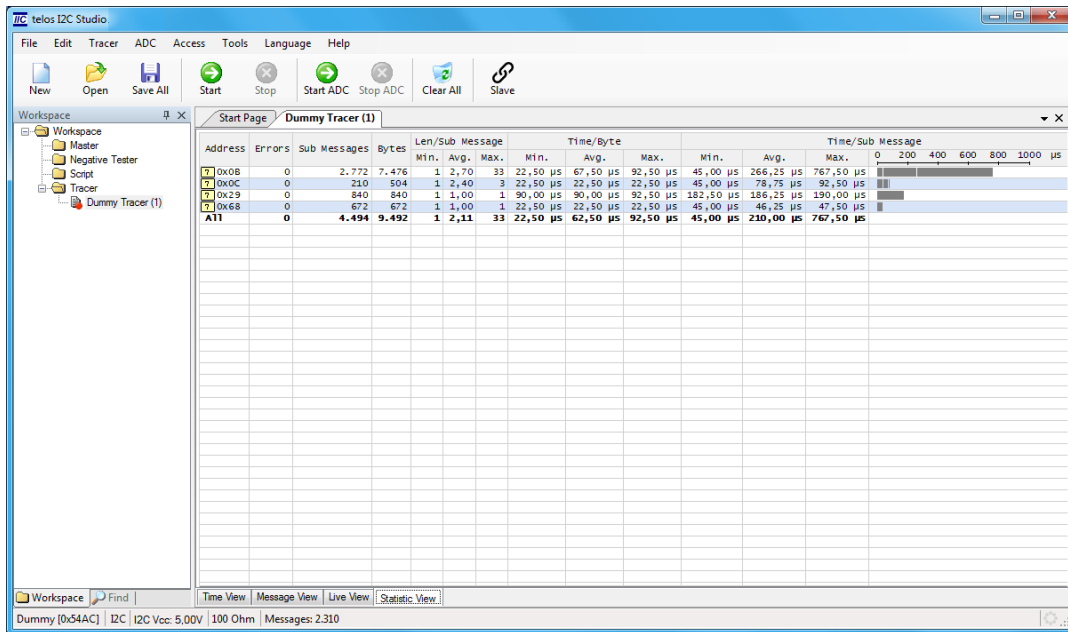 IIC telos I2C Studio
File Edit Tracer ADC Access Tools Language Help
New Open Save All Start Stop Start ADC Stop ADC Clear All Slave
Workspace
Start Page Dummy Tracer (1)
Workspace
Master
Negative Tester
Script
Tracer
Dummy Tracer (1)
Address Errors Sub Messages Bytes Len/Sub Message Time/Byte Time/Sub Message
Min. Avg. Max. Min. Avg. Max. Min. Avg. Max. 0 200 400 600 800 1000 µs
? 0x08 0 2.772 7.476 1 2,70 33 22,50 µs 67,50 µs 92,50 µs 45,00 µs 266,25 µs 767,50 µs
? 0x0C 0 210 504 1 2,40 3 22,50 µs 22,50 µs 22,50 µs 45,00 µs 78,75 µs 92,50 µs
? 0x29 0 840 840 1 1,00 1 90,00 µs 90,00 µs 92,50 µs 182,50 µs 186,25 µs 190,00 µs
? 0x68 0 672 672 1 1,00 1 22,50 µs 22,50 µs 22,50 µs 45,00 µs 46,25 µs 47,50 µs
All 0 4.494 9.492 1 2,11 33 22,50 µs 62,50 µs 92,50 µs 45,00 µs 210,00 µs 767,50 µs
Workspace Find
Time View Message View Live View Statistic View
Dummy [0x54AC] I2C I2C Vcc: 5,00V 100 Ohm Messages: 2.310